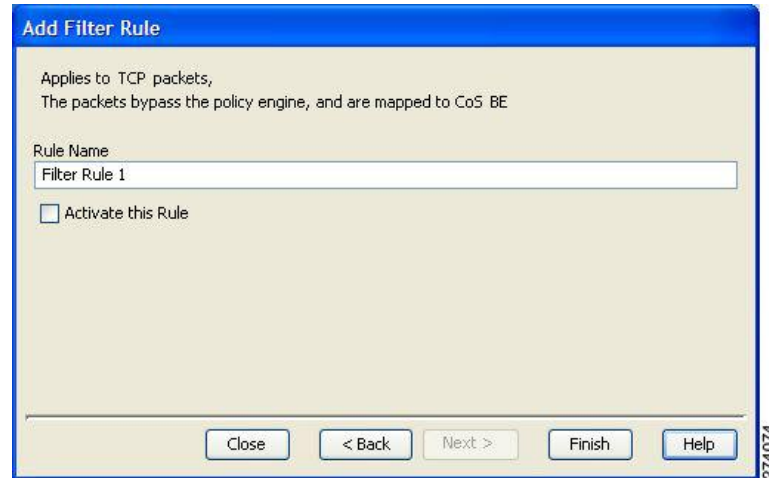 Add Filter Rule
Applies to TCP packets,
The packets bypass the policy engine, and are mapped to CoS BE
Rule Name
Filter Rule 1
Activate this Rule
Close < Back Next > Finish Help
274074